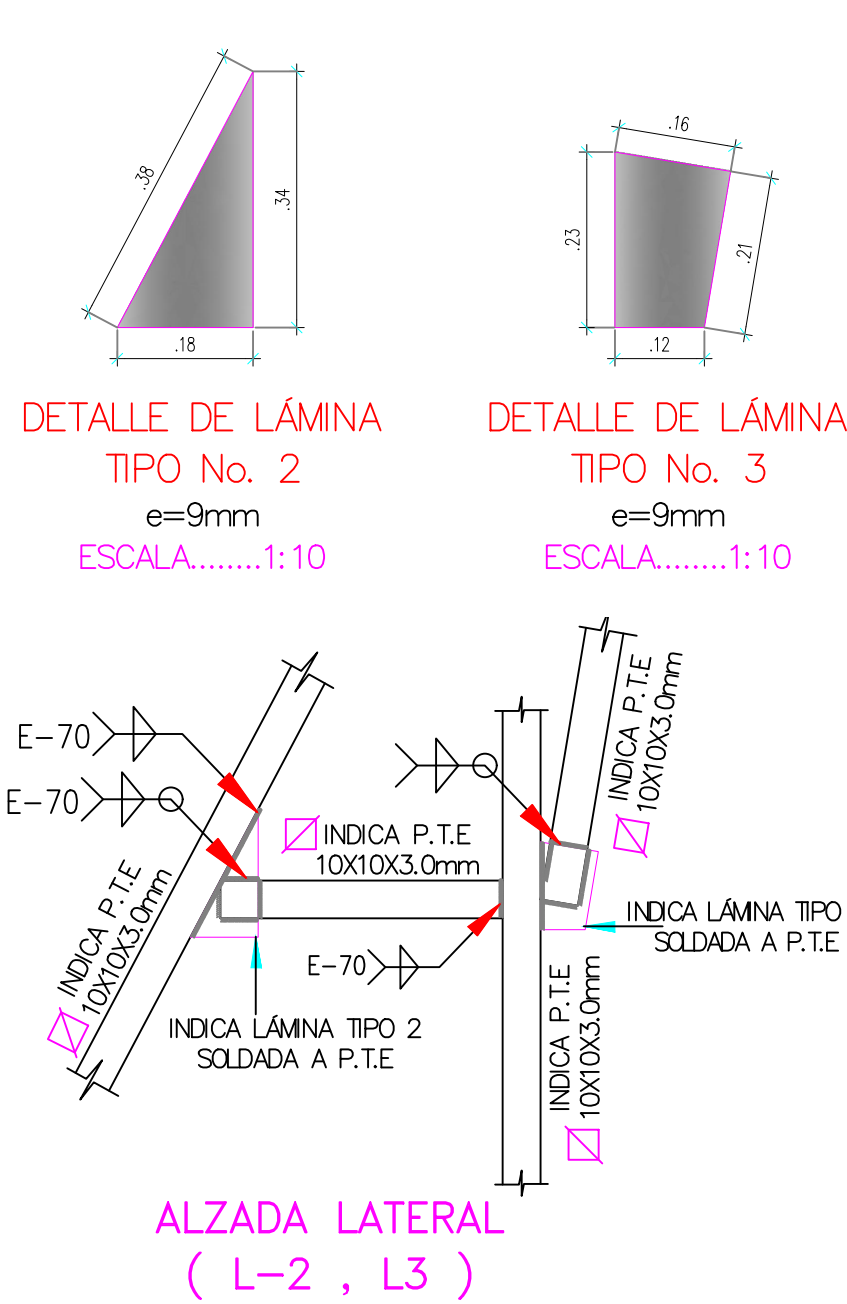 .38
.34
.18
.16
.23
.21
.12
DETALLE DE LÁMINA
TIPO No. 2
e=9mm
ESCALA........1:10
DETALLE DE LÁMINA
TIPO No. 3
e=9mm
ESCALA........1:10
E-70
E-70
INDICA P.T.E
10X10X3.0mm
INDICA P.T.E
10X10X3.0mm
INDICA P.T.E
10X10X3.0mm
INDICA LÁMINA TIPO
SOLDADA A P.T.E
E-70
INDICA P.T.E
10X10X3.0mm
INDICA LÁMINA TIPO 2
SOLDADA A P.T.E
ALZADA LATERAL
( L-2 , L3 )